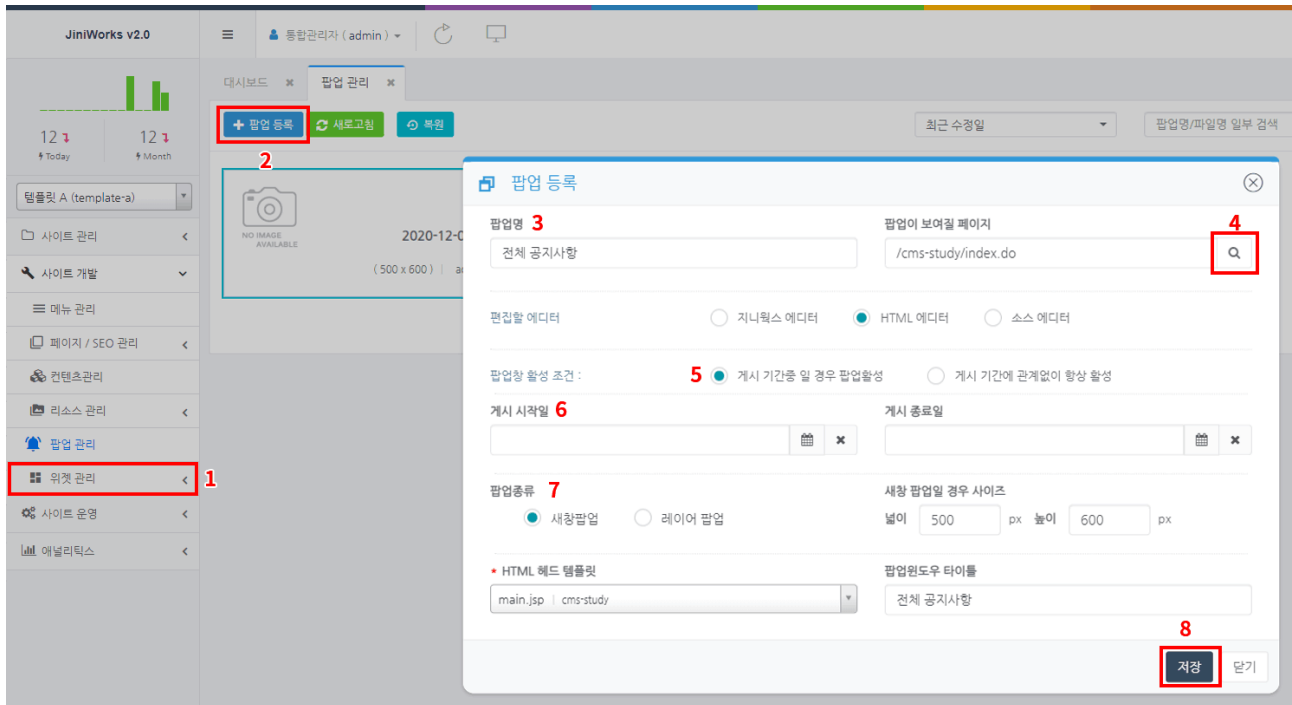 JiniWorks v2.0
통합관리자 ( admin )
대시보드
팝업 관리
팝업 등록
새로고침
복원
최근 수정일
팝업명/파일명 일부 검색
2
12
12
Today
Month
템플릿 A (template-a)
사이트 관리
사이트 개발
메뉴 관리
페이지 / SEO 관리
컨텐츠관리
리소스 관리
팝업 관리
위젯 관리
1
사이트 운영
애널리틱스
NO IMAGE
AVAILABLE
2020-12-0
( 500 x 600 ) |
팝업 등록
팝업명 3
팝업이 보여질 페이지
4
전체 공지사항
/cms-study/index.do
편집할 에디터
지니웍스 에디터
HTML 에디터
소스 에디터
팝업창 활성 조건 :
5
게시 기간중 일 경우 팝업활성
게시 기간에 관계없이 항상 활성
게시 시작일 6
게시 종료일
팝업종류 7
새창 팝업일 경우 사이즈
새창팝업
레이어 팝업
넓이 500 px 높이 600 px
* HTML 헤드 템플릿
팝업윈도우 타이틀
main.jsp | cms-study
전체 공지사항
8
저장
닫기